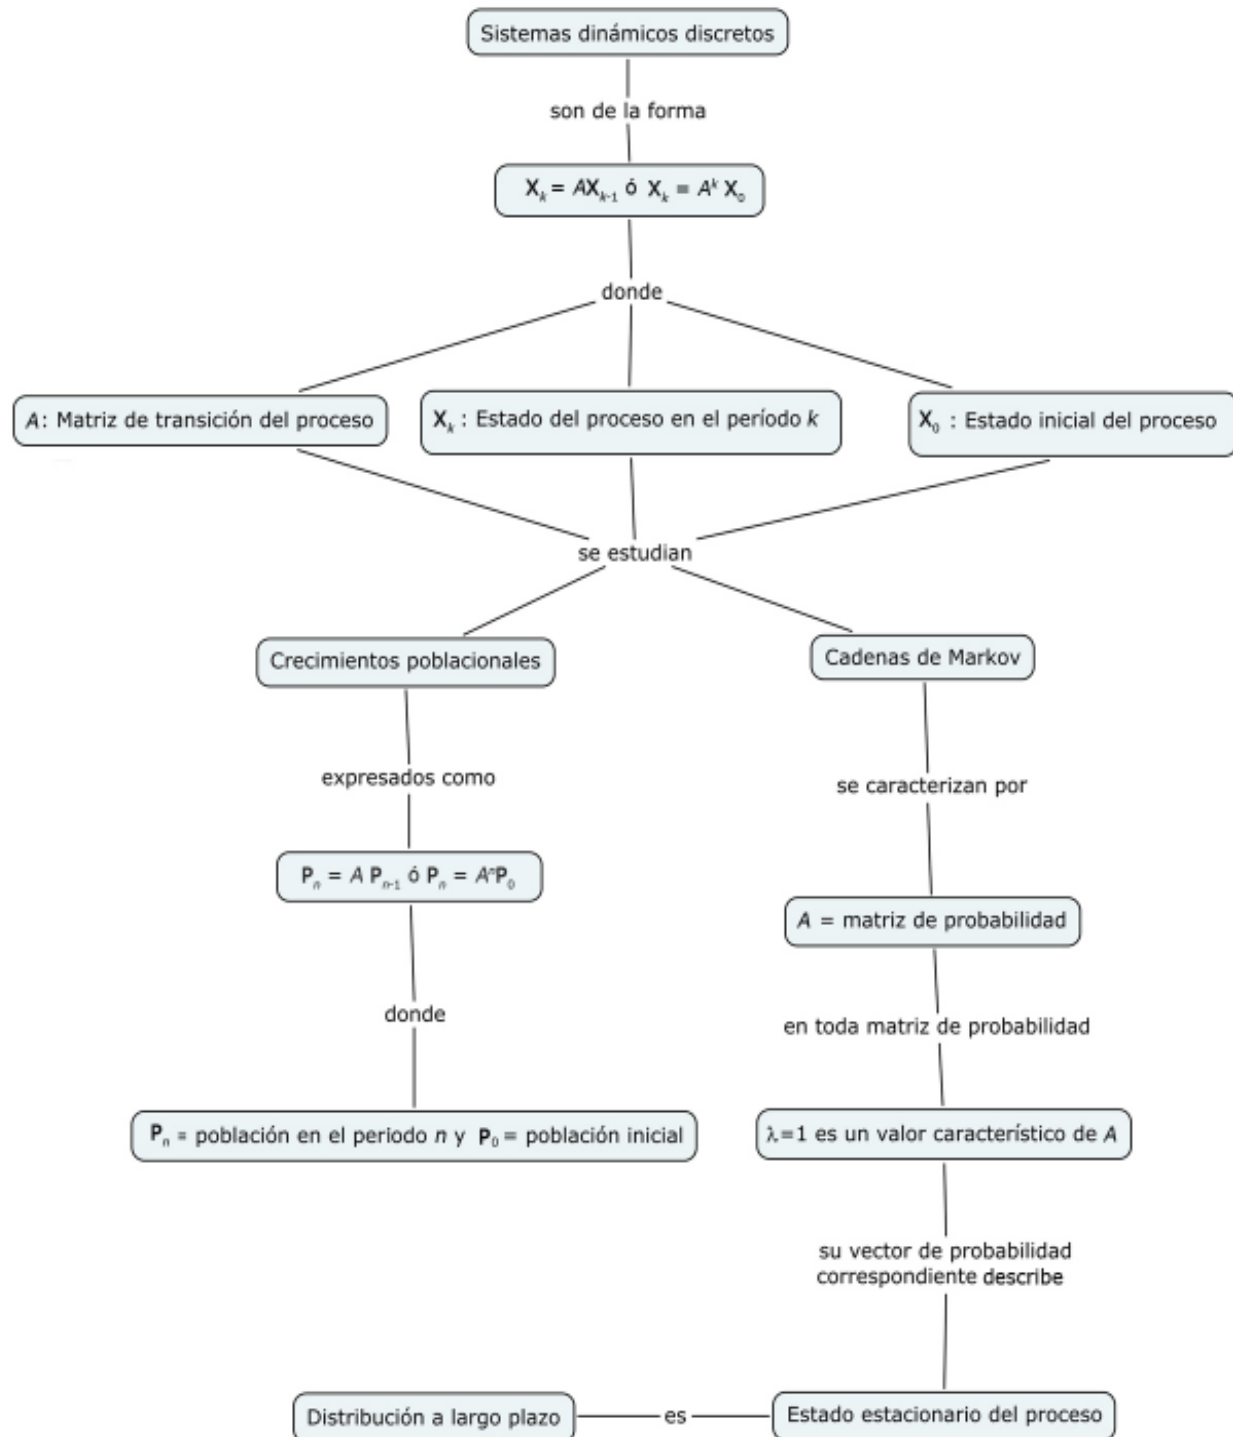 Sistemas dinámicos discretos
son de la forma
Xₖ = AXₖ₋₁ ó Xₖ = Aᵏ X₀
donde
A: Matriz de transición del proceso
Xₖ : Estado del proceso en el período k
X₀ : Estado inicial del proceso
se estudian
Crecimientos poblacionales
Cadenas de Markov
expresados como
se caracterizan por
Pₙ = A Pₙ₋₁ ó Pₙ = AⁿP₀
A = matriz de probabilidad
donde
en toda matriz de probabilidad
Pₙ = población en el periodo n y P₀ = población inicial
λ=1 es un valor característico de A
su vector de probabilidad
correspondiente describe
Distribución a largo plazo
es
Estado estacionario del proceso